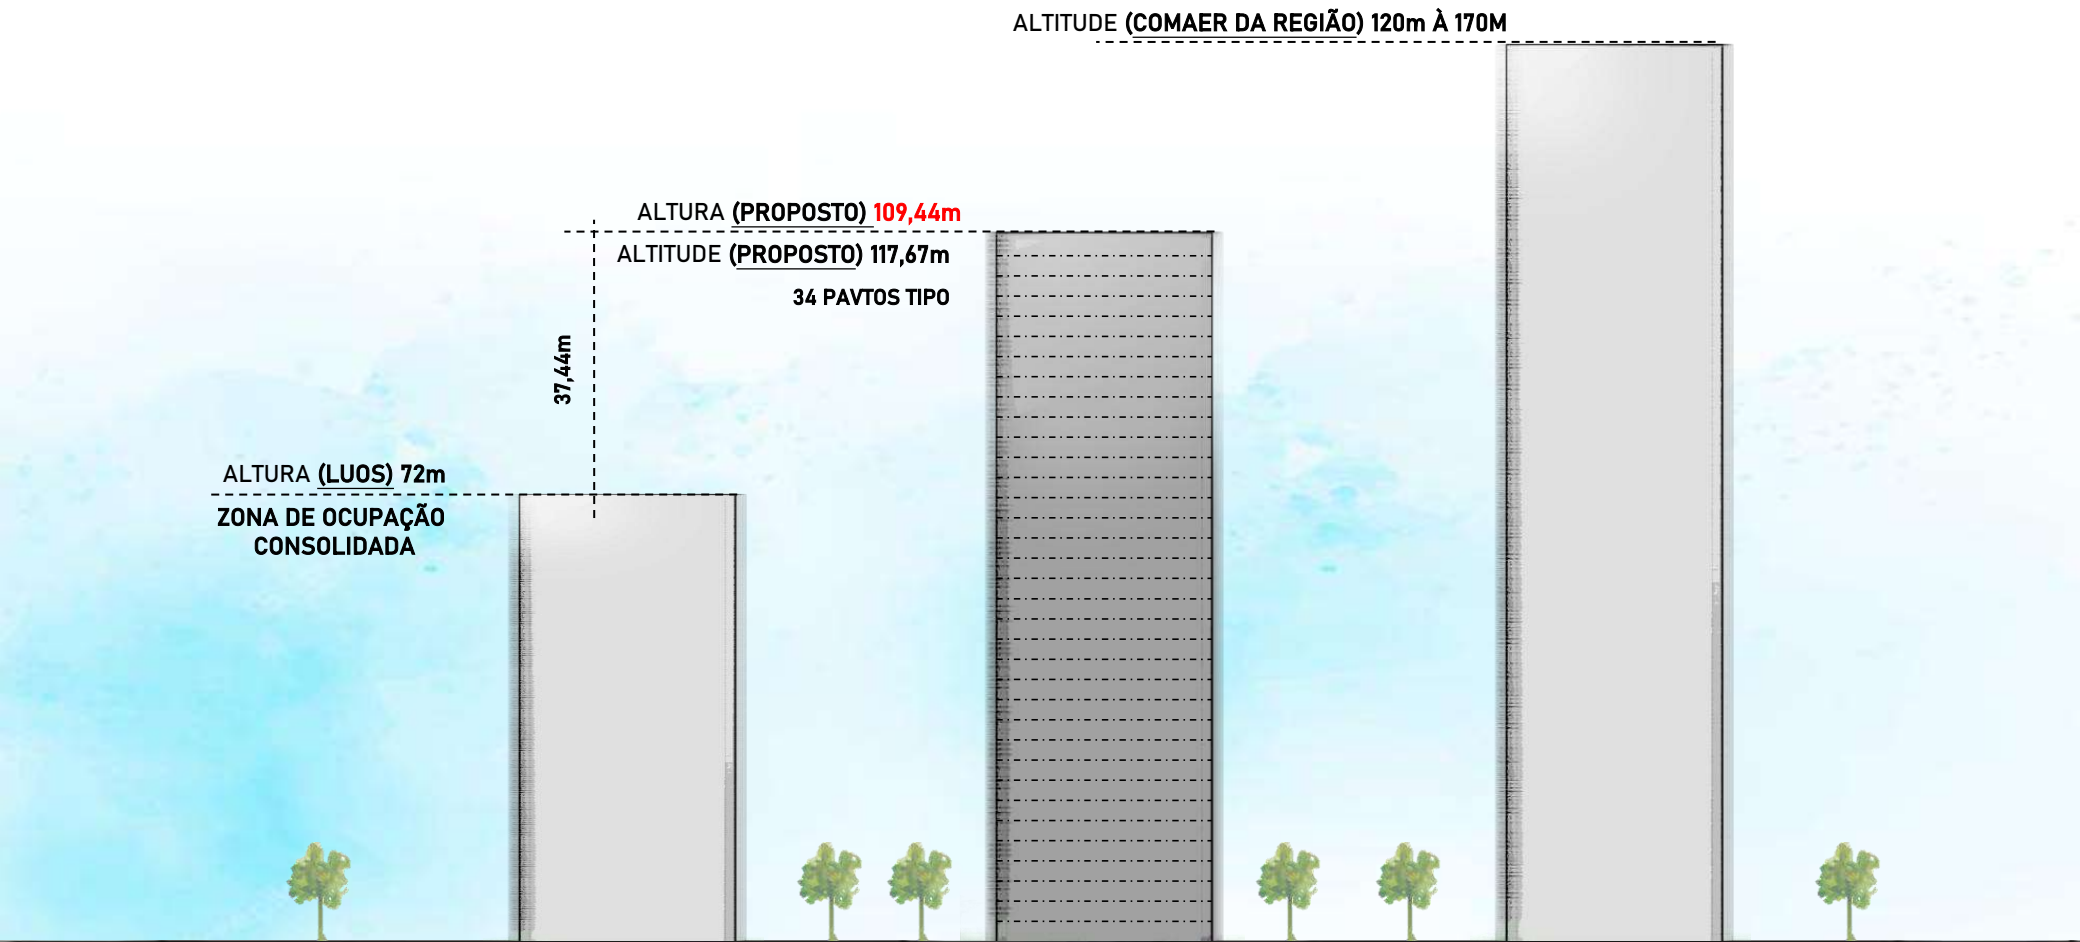 ALTITUDE (COMAER DA REGIÃO) 120m À 170M
ALTURA (PROPOSTO) 109,44m
ALTITUDE (PROPOSTO) 117,67m
34 PAVTOS TIPO
37,44m
ALTURA (LUOS) 72m
ZONA DE OCUPAÇÃO
CONSOLIDADA